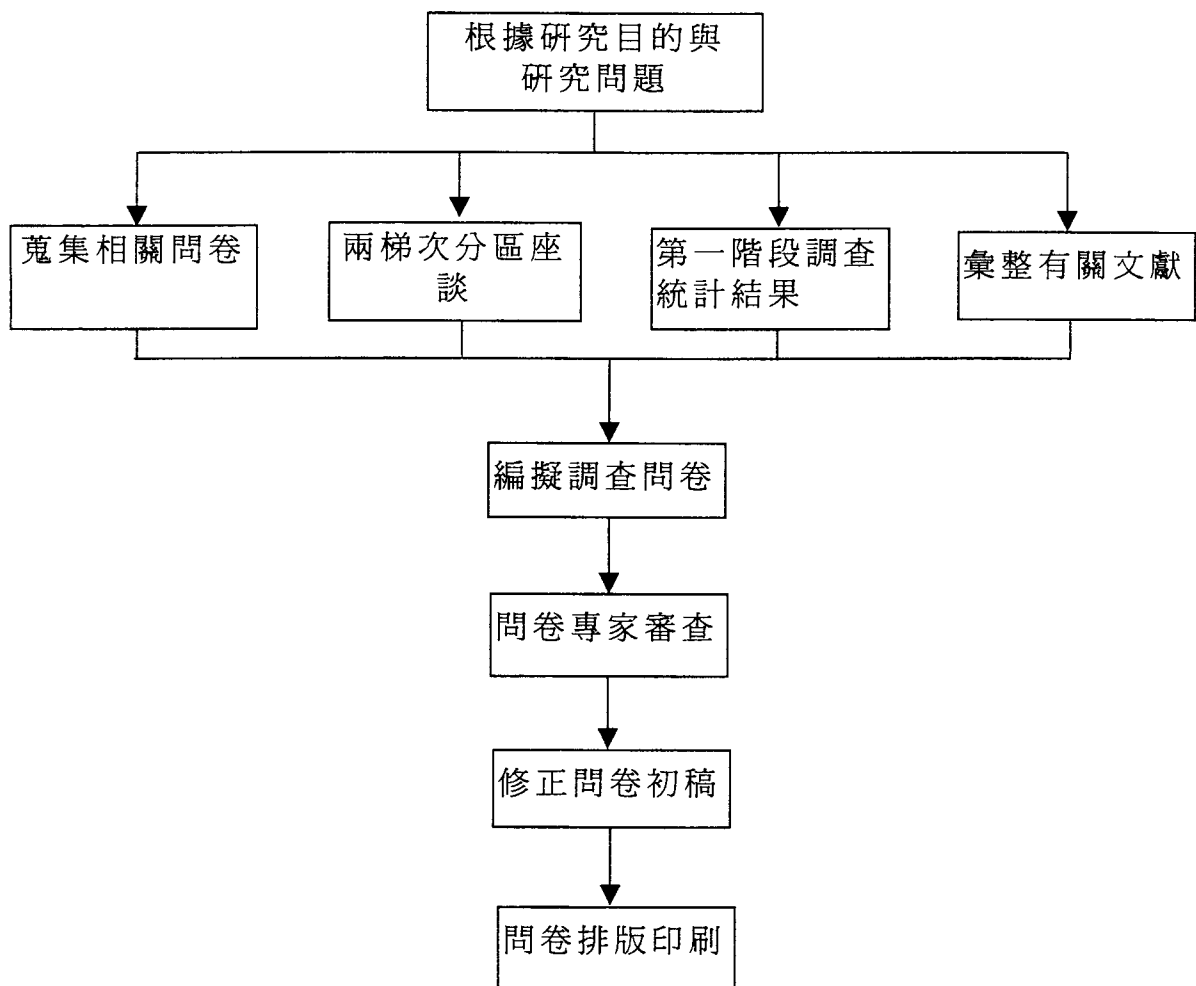 根據研究目的與
研究問題
蒐集相關問卷
兩梯次分區座
談
第一階段調查
統計結果
彙整有關文獻
編擬調查問卷
問卷專家審查
修正問卷初稿
問卷排版印刷